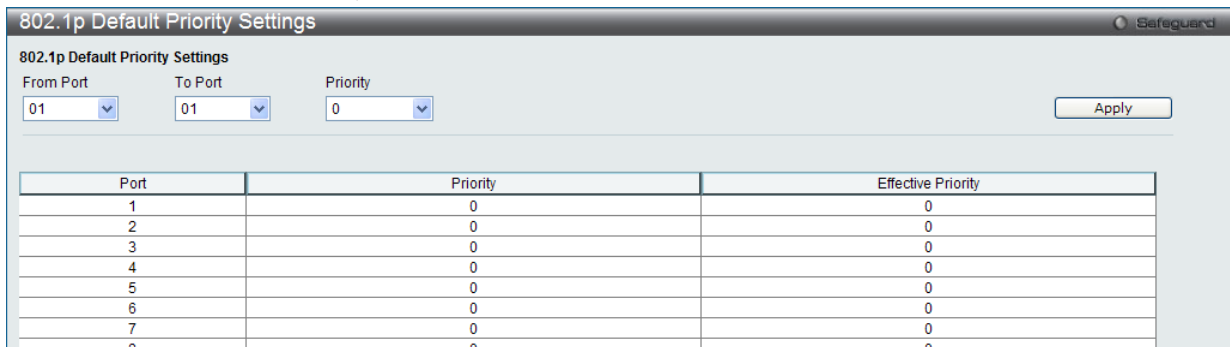 802.1p Default Priority Settings
Safeguard
802.1p Default Priority Settings
From Port To Port Priority
01 01 0 Apply
Port Priority Effective Priority
1 0 0
2 0 0
3 0 0
4 0 0
5 0 0
6 0 0
7 0 0